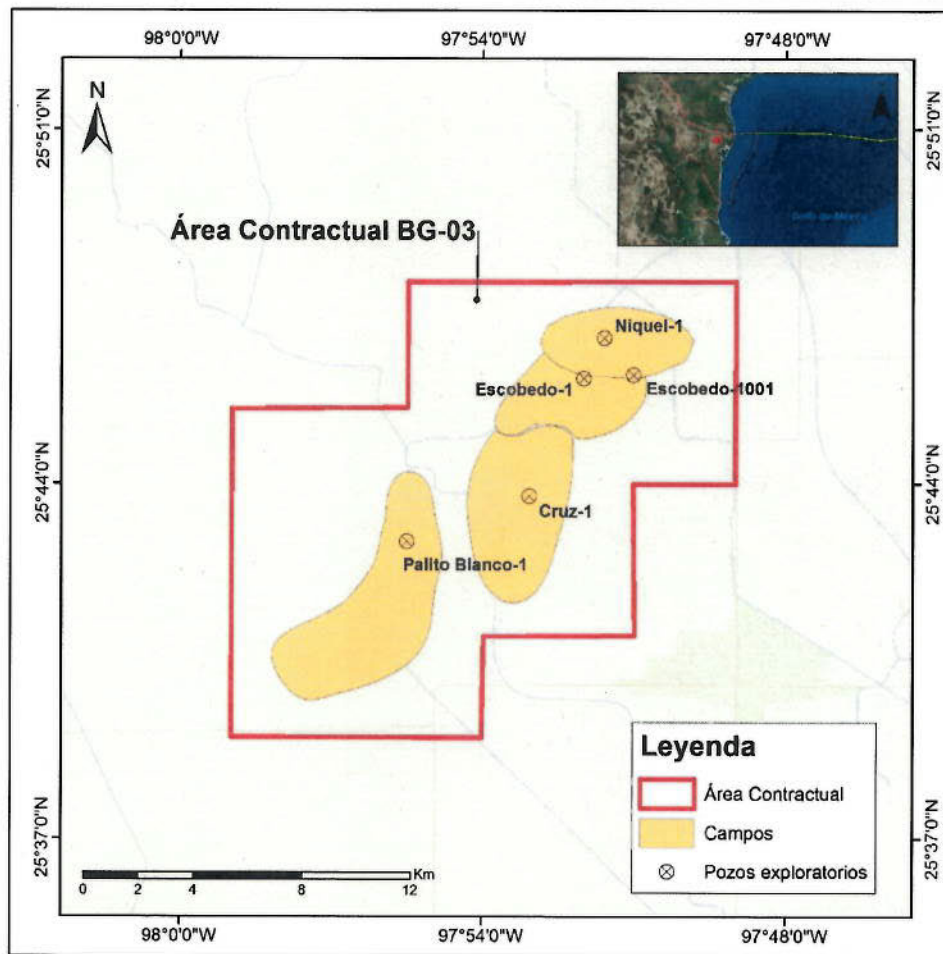 98°0'0"W 97°54'0"W 97°48'0"W
N
25°51'0"N 25°51'0"N
Área Contractual BG-03
Niquel-1
Escobedo-1 Escobedo-1001
25°44'0"N 25°44'0"N
Cruz-1
Palito Blanco-1
Leyenda
Área Contractual
Campos
Pozos exploratorios
25°37'0"N 25°37'0"N
Km
0 2 4 8 12
98°0'0"W 97°54'0"W 97°48'0"W